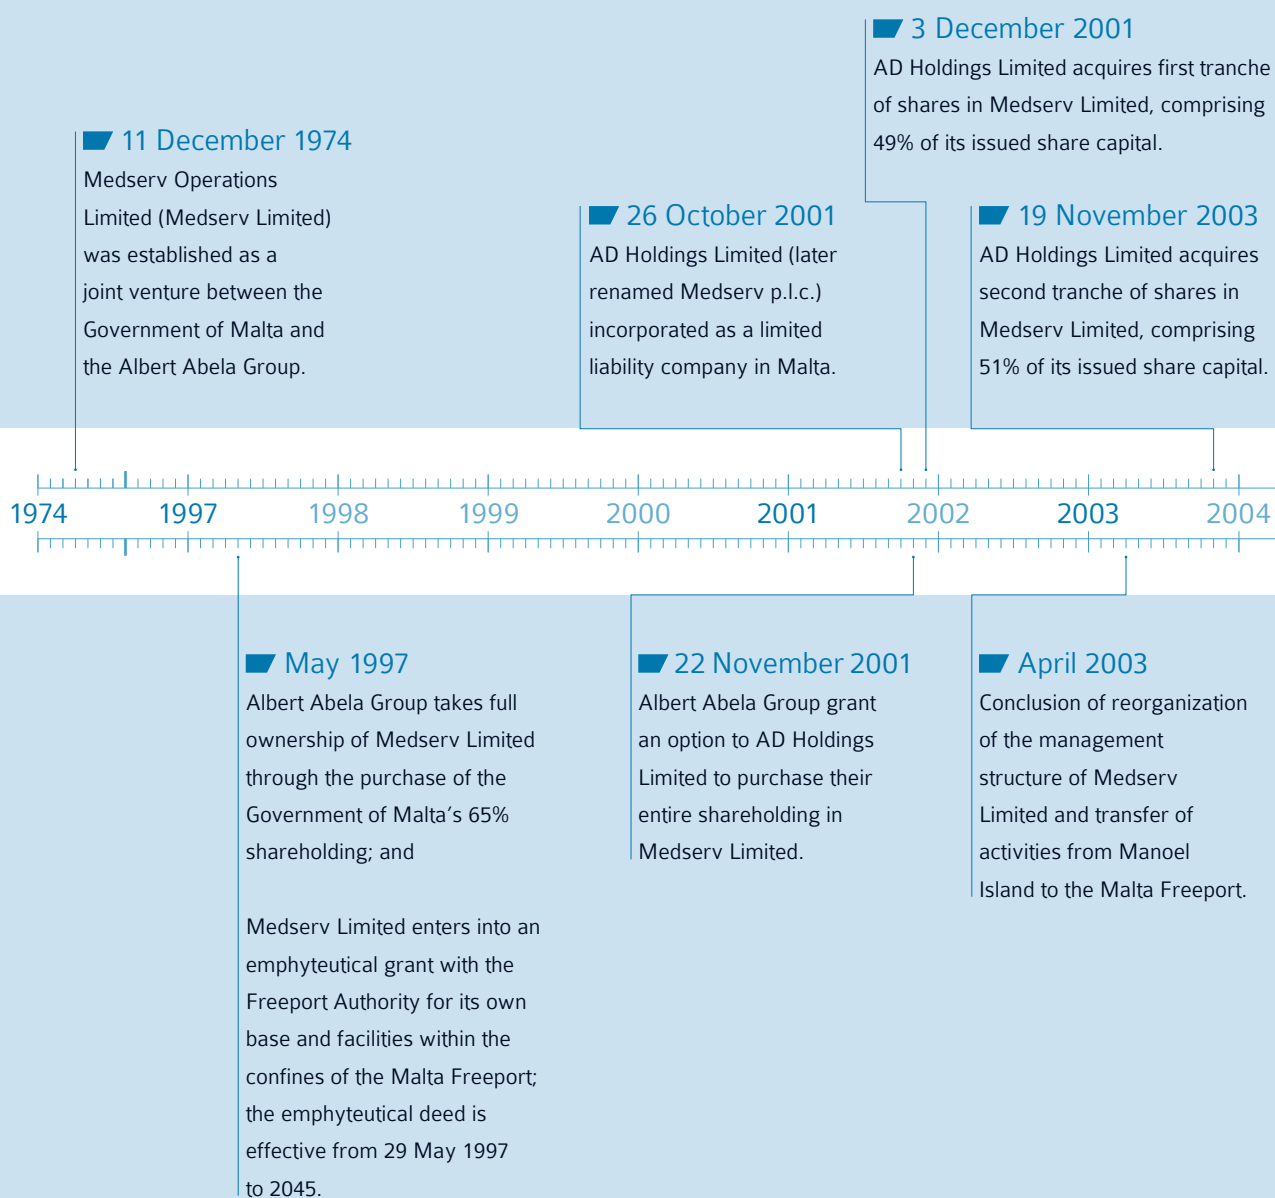 11 December 1974
Medserv Operations
Limited (Medserv Limited)
was established as a
joint venture between the
Government of Malta and
the Albert Abela Group.
26 October 2001
AD Holdings Limited (later
renamed Medserv p.l.c.)
incorporated as a limited
liability company in Malta.
3 December 2001
AD Holdings Limited acquires first tranche
of shares in Medserv Limited, comprising
49% of its issued share capital.
19 November 2003
AD Holdings Limited acquires
second tranche of shares in
Medserv Limited, comprising
51% of its issued share capital.
1974 1997 1998 1999 2000 2001 2002 2003 2004
May 1997
Albert Abela Group takes full
ownership of Medserv Limited
through the purchase of the
Government of Malta's 65%
shareholding; and
Medserv Limited enters into an
emphyteutical grant with the
Freeport Authority for its own
base and facilities within the
confines of the Malta Freeport;
the emphyteutical deed is
effective from 29 May 1997
to 2045.
22 November 2001
Albert Abela Group grant
an option to AD Holdings
Limited to purchase their
entire shareholding in
Medserv Limited.
April 2003
Conclusion of reorganization
of the management
structure of Medserv
Limited and transfer of
activities from Manoel
Island to the Malta Freeport.